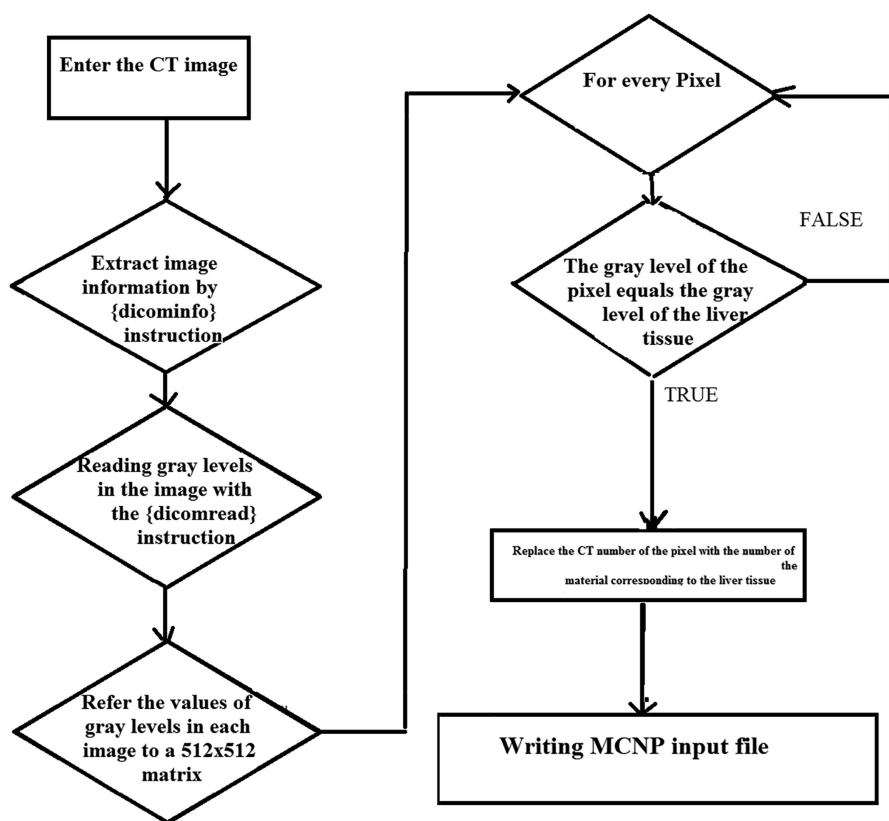 Enter the CT image
Extract image
information by
{dicominfo}
instruction
Reading gray levels
in the image with
the {dicomread}
instruction
Refer the values of
gray levels in each
image to a 512x512
matrix
For every Pixel
FALSE
The gray level of the
pixel equals the gray
level of the liver
tissue
TRUE
Replace the CT number of the pixel with the number of
the
material corresponding to the liver tissue
Writing MCNP input file